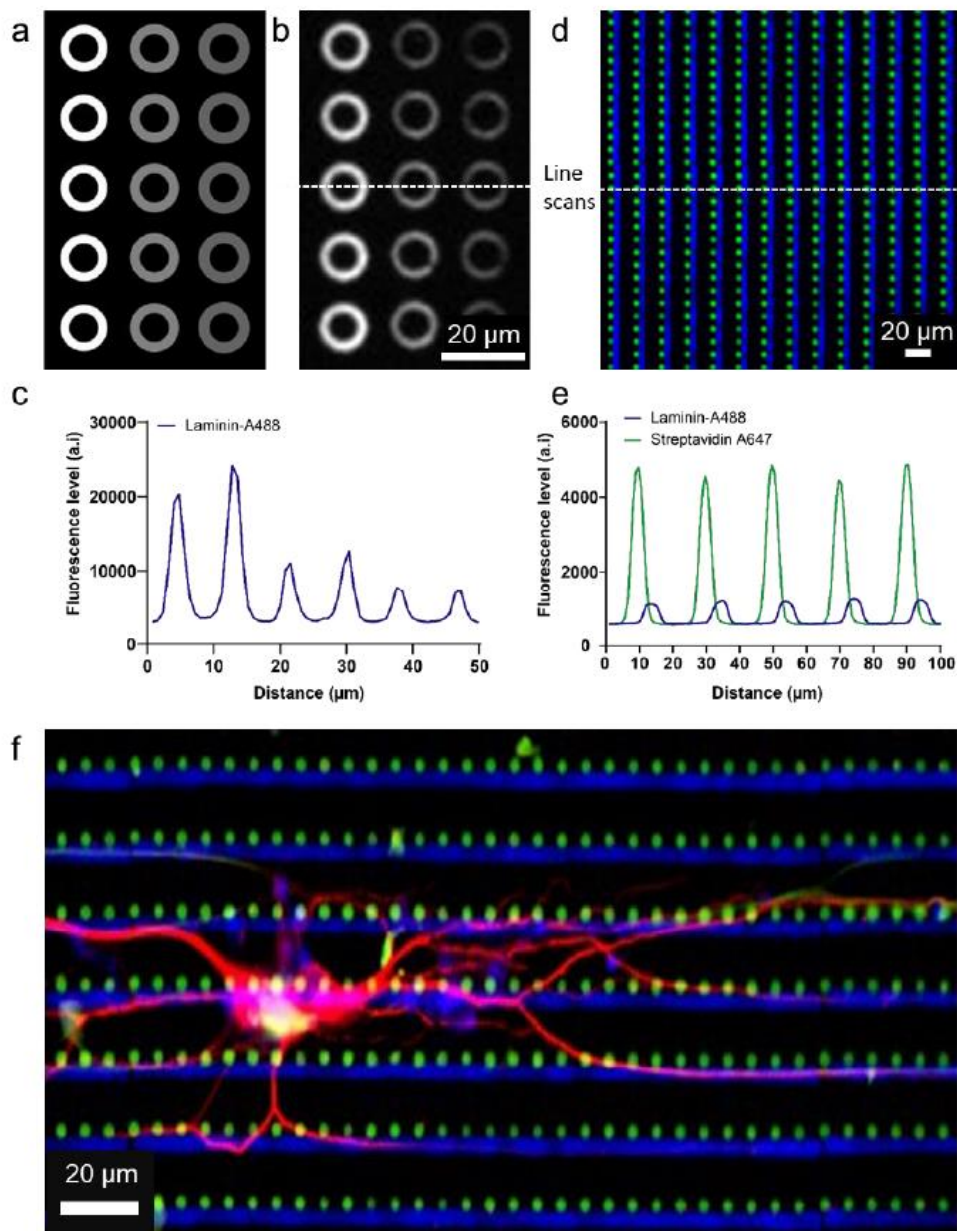 a
b
d
Line
scans
20 µm
20 µm
c
Laminin-A488
Fluorescence level (a.i)
30000
20000
10000
0
0
10
20
30
40
50
Distance (µm)
e
Laminin-A488
Streptavidin A647
Fluorescence level (a.i)
6000
4000
2000
0
0
10
20
30
40
50
60
70
80
90
100
Distance (µm)
f
20 µm